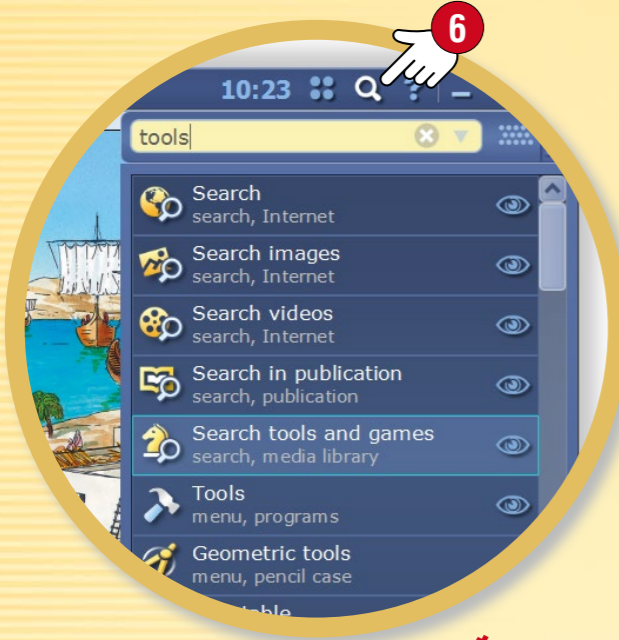 6
10:23 ?
tools
Search
search, Internet
Search images
search, Internet
Search videos
search, Internet
Search in publication
search, publication
Search tools and games
search, media library
Tools
menu, programs
Geometric tools
menu, pencil case